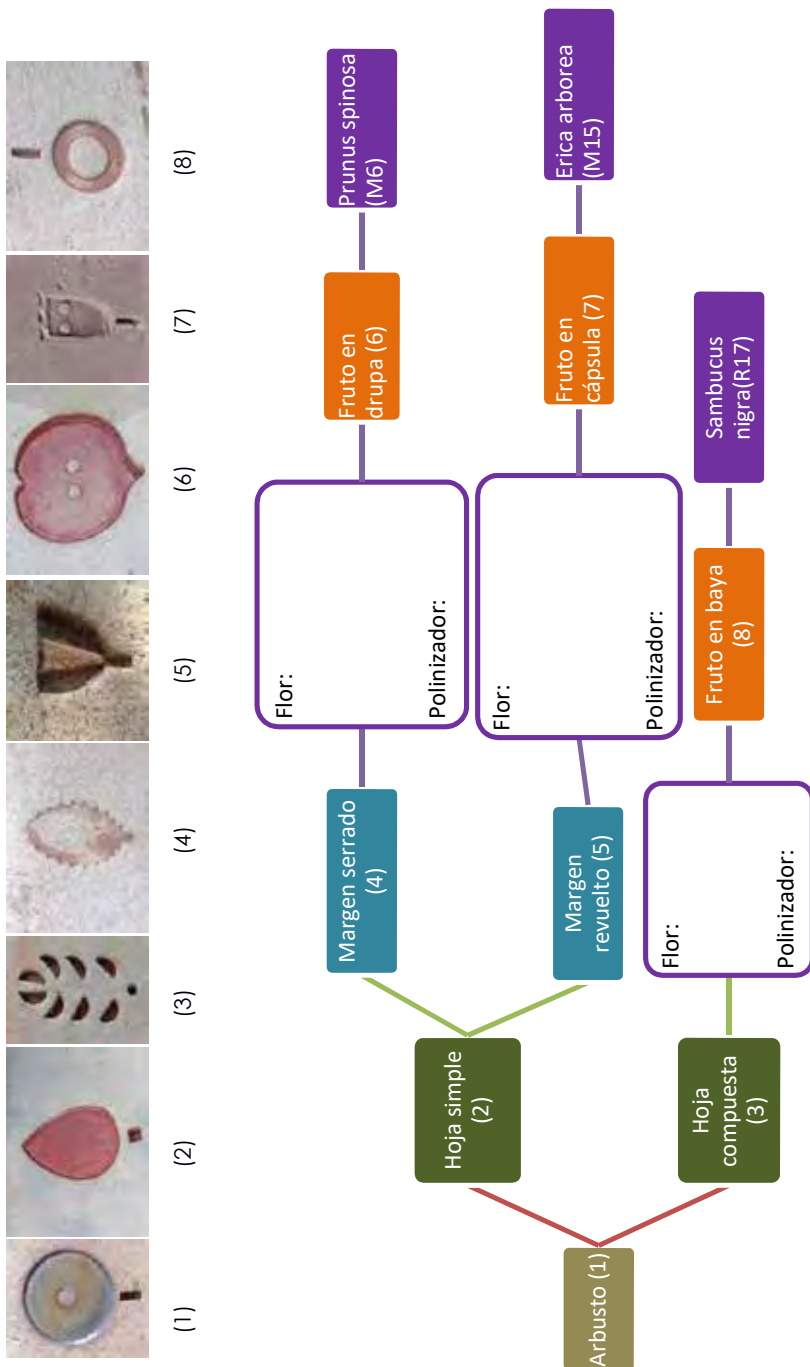 (1)
(2)
(3)
(4)
(5)
(6)
(7)
(8)
Arbusto (1)
Hoja simple
(2)
Margen serrado
(4)
Flor:
Polinizador:
Fruto en
drupa (6)
Prunus spinosa
(M6)
Margen
revuelto (5)
Flor:
Polinizador:
Fruto en
cápsula (7)
Erica arborea
(M15)
Hoja
compuesta
(3)
Flor:
Polinizador:
Fruto en baya
(8)
Sambucus
nigra(R17)